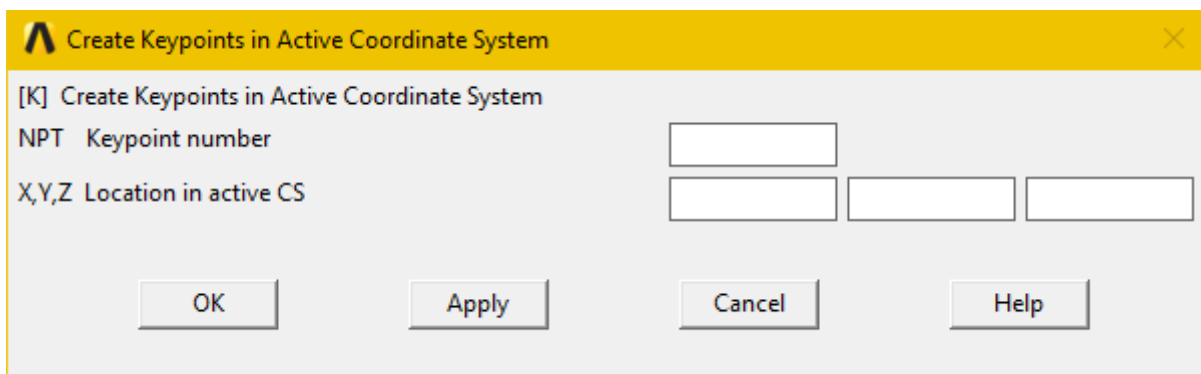 Create Keypoints in Active Coordinate System
[K] Create Keypoints in Active Coordinate System
NPT Keypoint number
X,Y,Z Location in active CS
OK Apply Cancel Help